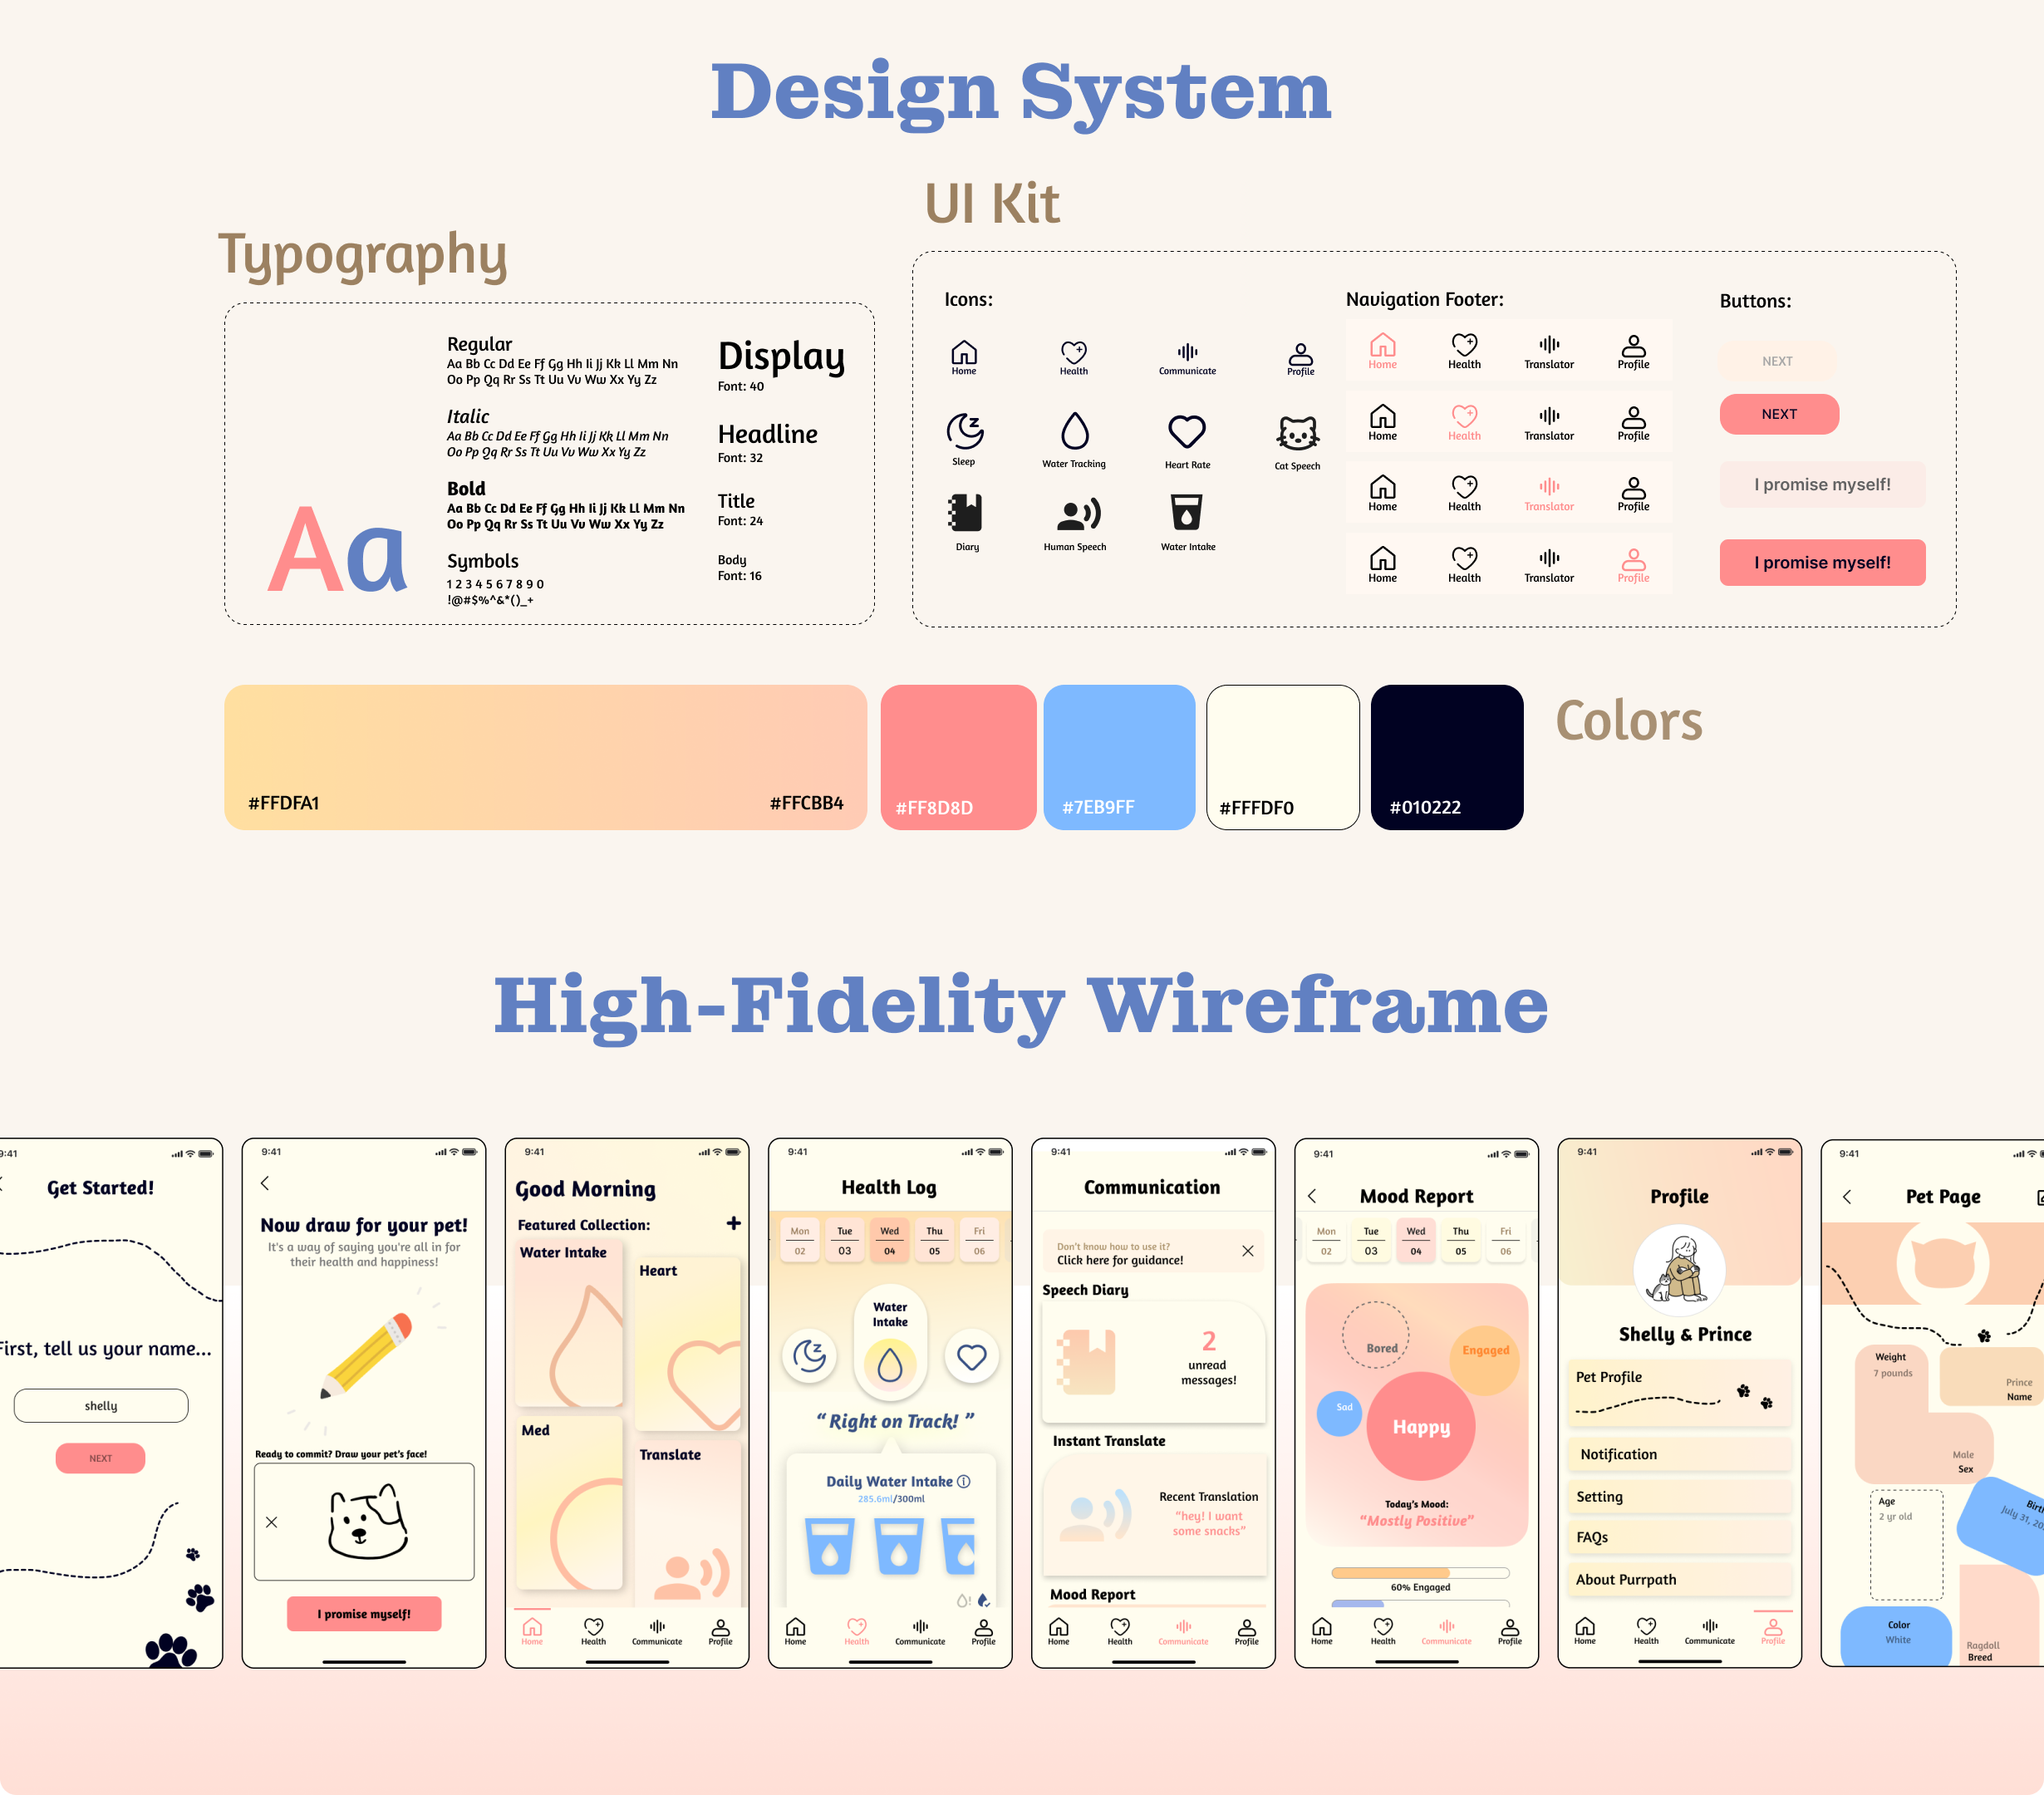 Design System
Typography
Regular
Aa Bb Cc Dd Ee Ff Gg Hh Ii Jj Kk Ll Mm Nn
Oo Pp Qq Rr Ss Tt Uu Vu Ww Xx Yy Zz
Italic
Aa Bb Cc Dd Ee Ff Gg Hh Ii Jj Kk Ll Mm Nn
Oo Pp Qq Rr Ss Tt Uu Vu Ww Xx Yy Zz
Bold
Aa Bb Cc Dd Ee Ff Gg Hh Ii Jj Kk Ll Mm Nn
Oo Pp Qq Rr Ss Tt Uu Vu Ww Xx Yy Zz
Symbols
1 2 3 4 5 6 7 8 9 0
!@#$%^&*()_+
Aa
Display
Font: 40
Headline
Font: 32
Title
Font: 24
Body
Font: 16
UI Kit
Icons:
Home
Health
Communicate
Profile
Sleep
Water Tracking
Heart Rate
Cat Speech
Diary
Human Speech
Water Intake
Navigation Footer:
Home Health Translator Profile
Home Health Translator Profile
Home Health Translator Profile
Home Health Translator Profile
Buttons:
NEXT
NEXT
I promise myself!
I promise myself!
#FFDFA1
#FFCBB4
#FF8D8D
#7EB9FF
#FFFDF0
#010222
Colors
High-Fidelity Wireframe
9:41
Get Started!
First, tell us your name...
shelly
NEXT
9:41
Now draw for your pet!
It's a way of saying you're all in for
their health and happiness!
Ready to commit? Draw your pet's face!
I promise myself!
9:41
Good Morning
Featured Collection:
Water Intake
Heart
Med
Translate
Home Health Communicate Profile
9:41
Health Log
Mon Tue Wed Thu Fri
02 03 04 05 06
Water
Intake
“ Right on Track! ”
Daily Water Intake
285.6ml/300ml
Home Health Communicate Profile
9:41
Communication
Don't know how to use it?
Click here for guidance!
Speech Diary
2
unread
messages!
Instant Translate
Recent Translation
“hey! I want
some snacks”
Mood Report
Home Health Communicate Profile
9:41
Mood Report
Mon Tue Wed Thu Fri
02 03 04 05 06
Bored
Engaged
Sad
Happy
Today's Mood:
“Mostly Positive”
60% Engaged
Home Health Communicate Profile
9:41
Profile
Shelly & Prince
Pet Profile
Notification
Setting
FAQs
About Purrpath
Home Health Communicate Profile
9:41
Pet Page
Weight
7 pounds
Prince
Name
Male
Sex
Age
2 yr old
July 31, 20
Color
White
Ragdoll
Breed